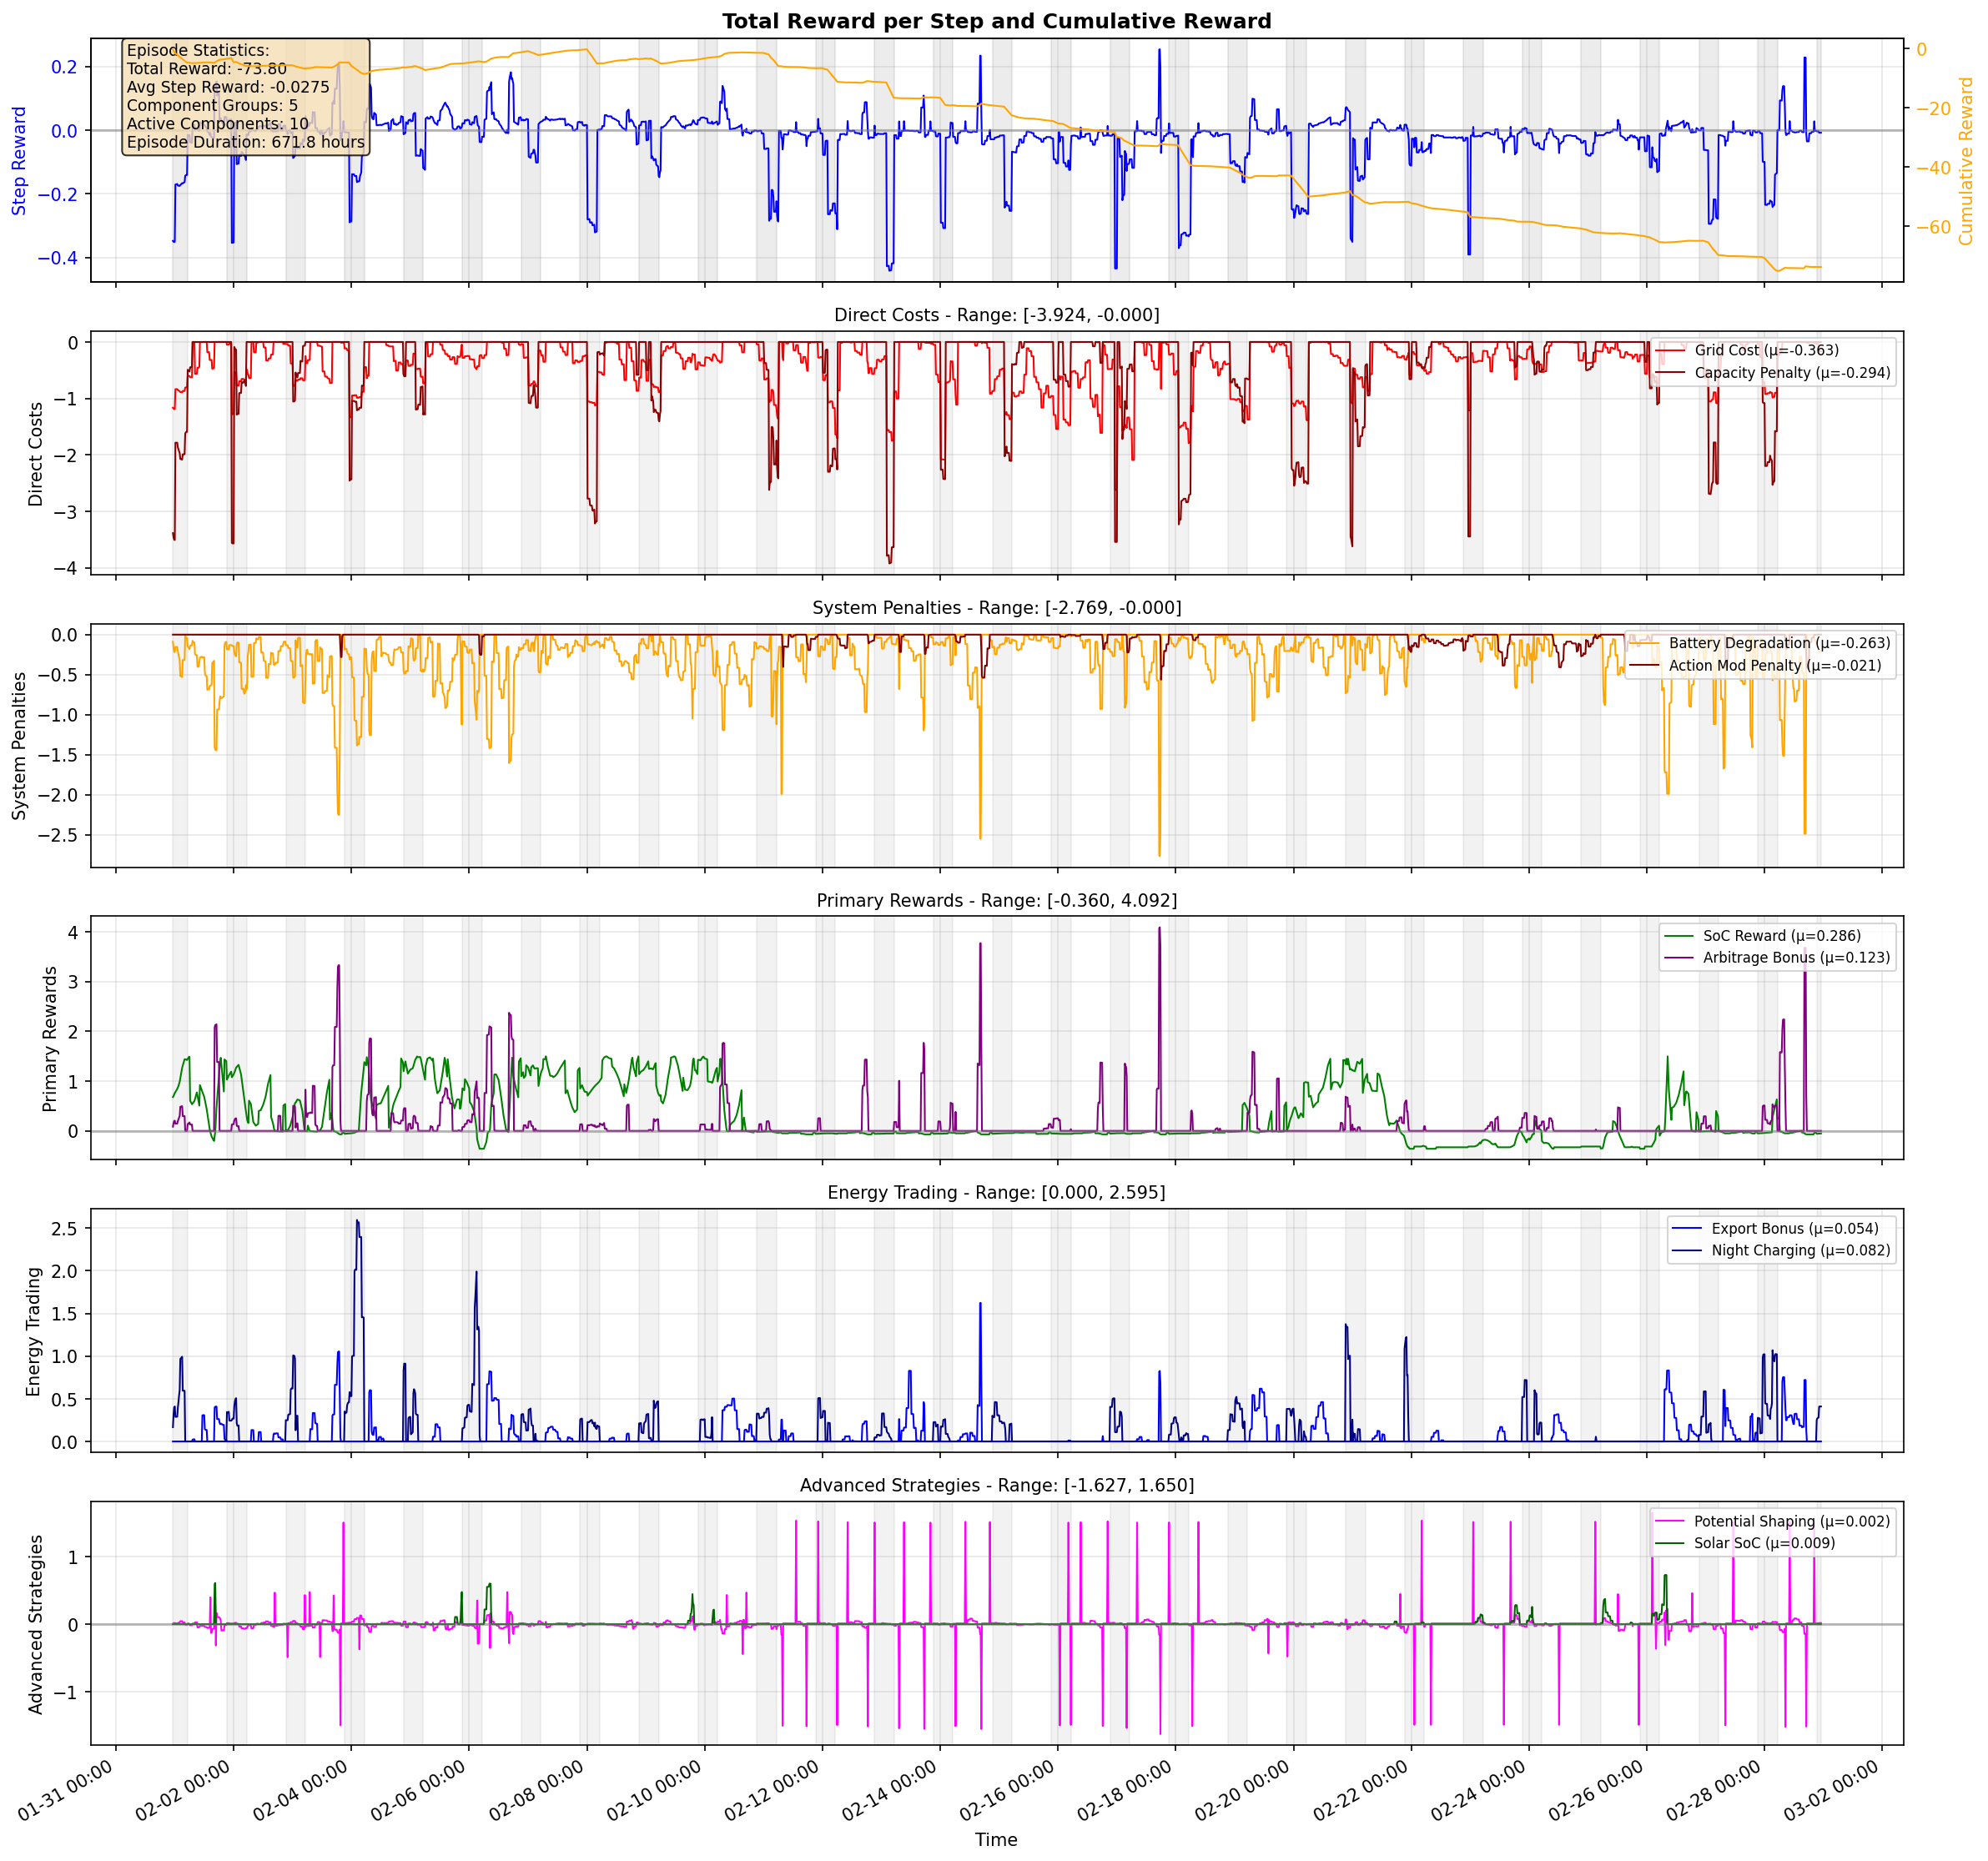 Total Reward per Step and Cumulative Reward
Episode Statistics:
Total Reward: -73.80
Avg Step Reward: -0.0275
Component Groups: 5
Active Components: 10
Episode Duration: 671.8 hours
Step Reward
0.2
0.0
−0.2
−0.4
0
−20
−40
−60
Cumulative Reward
Direct Costs - Range: [-3.924, -0.000]
Direct Costs
0
−1
−2
−3
−4
Grid Cost (μ=-0.363)
Capacity Penalty (μ=-0.294)
System Penalties - Range: [-2.769, -0.000]
System Penalties
0.0
−0.5
−1.0
−1.5
−2.0
−2.5
Battery Degradation (μ=-0.263)
Action Mod Penalty (μ=-0.021)
Primary Rewards - Range: [-0.360, 4.092]
Primary Rewards
4
3
2
1
0
SoC Reward (μ=0.286)
Arbitrage Bonus (μ=0.123)
Energy Trading - Range: [0.000, 2.595]
Energy Trading
2.5
2.0
1.5
1.0
0.5
0.0
Export Bonus (μ=0.054)
Night Charging (μ=0.082)
Advanced Strategies - Range: [-1.627, 1.650]
Advanced Strategies
1
0
−1
Potential Shaping (μ=0.002)
Solar SoC (μ=0.009)
01-31 00:00
02-02 00:00
02-04 00:00
02-06 00:00
02-08 00:00
02-10 00:00
02-12 00:00
02-14 00:00
02-16 00:00
02-18 00:00
02-20 00:00
02-22 00:00
02-24 00:00
02-26 00:00
02-28 00:00
03-02 00:00
Time